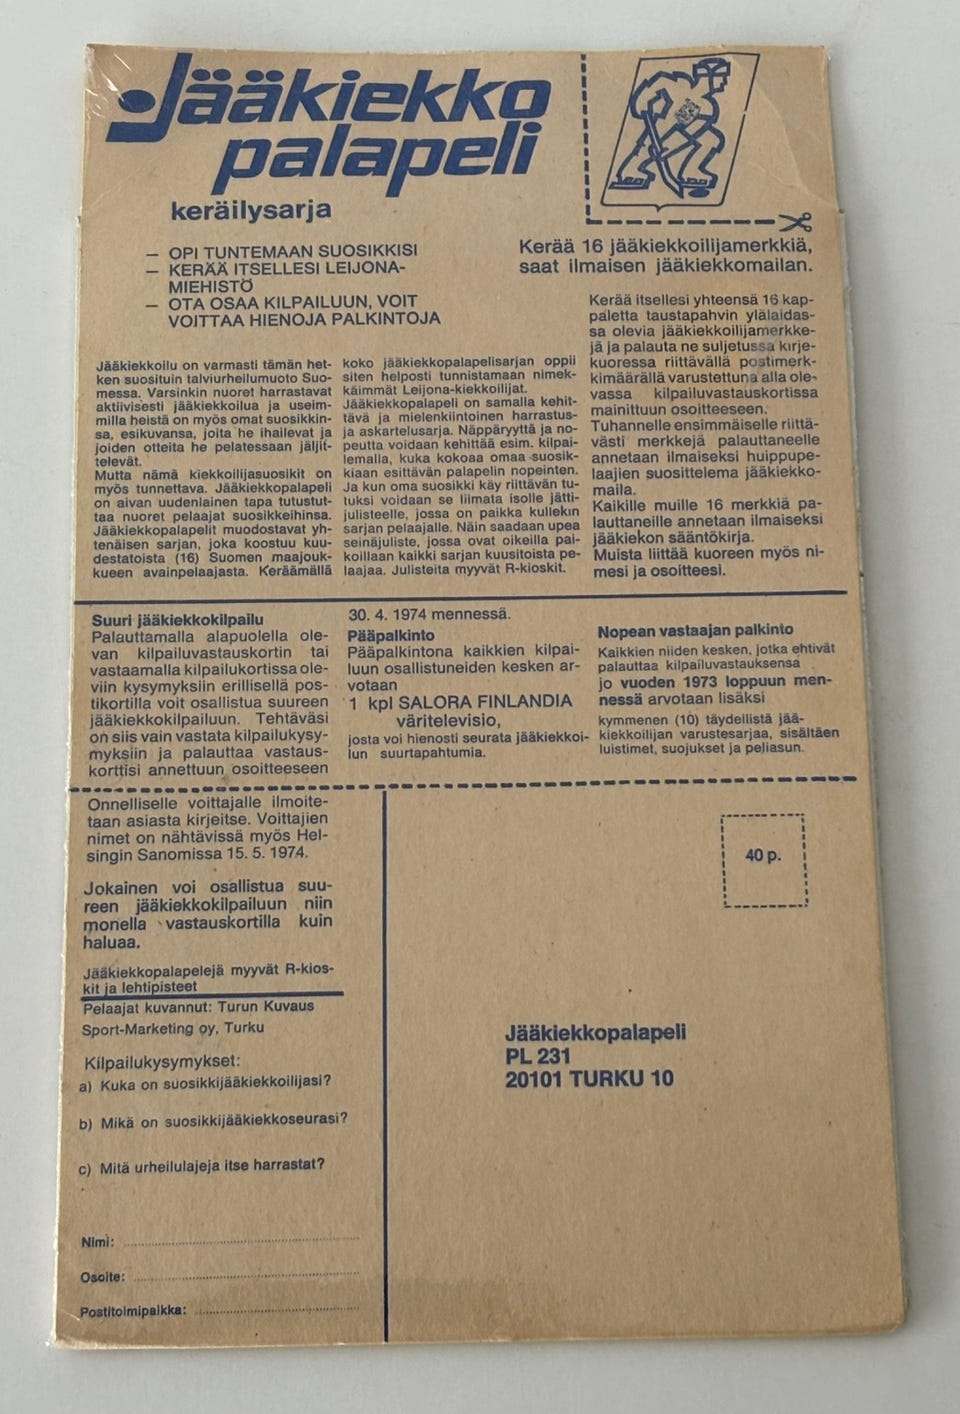 Jääkiekko
palapeli
keräilysarja
– OPI TUNTEMAAN SUOSIKKISI
– KERÄÄ ITSELLESI LEIJONA-
MIEHISTÖ
– OTA OSAA KILPAILUUN, VOIT
VOITTAA HIENOJA PALKINTOJA
Kerää 16 jääkiekkoilijamerkkiä,
saat ilmaisen jääkiekkomailan.
Jääkiekkoilu on varmasti tämän het-
ken suosituin talviurheilumuoto Suo-
messa. Varsinkin nuoret harrastavat
aktiivisesti jääkiekkoilua ja useim-
milla heistä on myös omat suosikkin-
sa, esikuvansa, joita he ihailevat ja
joiden otteita he pelatessaan jäljit-
televät.
Mutta nämä kiekkoilijasuosikit on
myös tunnettava. Jääkiekkopalapeli
on aivan uudenlainen tapa tutustut-
taa nuoret pelaajat suosikkeihinsa.
Jääkiekkopalapelit muodostavat yh-
tenäisen sarjan, joka koostuu kuu-
destatoista (16) Suomen maajouk-
kueen avainpelaajasta. Keräämällä
koko jääkiekkopalapelisarjan oppii
siten helposti tunnistamaan nimek-
käimmät Leijona-kiekkoilijat.
Jääkiekkopalapeli on samalla kehit-
tävä ja mielenkiintoinen harrastus-
ja askartelusarja. Näppäryyttä ja no-
peutta voidaan kehittää esim. kilpai-
lemalla, kuka kokoaa omaa suosik-
kiaan esittävän palapelin nopeinten.
Ja kun oma suosikki käy riittävän tu-
tuksi voidaan se liimata isolle jätti-
julisteelle, jossa on paikka kullekin
sarjan pelaajalle. Näin saadaan upea
seinäjuliste, jossa ovat oikeilla pai-
koillaan kaikki sarjan kuusitoista pe-
laajaa. Julisteita myyvät R-kioskit.
Kerää itsellesi yhteensä 16 kap-
paletta taustapahvin ylälaidas-
sa olevia jääkiekkoilijamerkke-
jä ja palauta ne suljetussa kirje-
kuoressa riittävällä postimerk-
kimäärällä varustettuna alla ole-
vassa kilpailuvastauskortissa
mainittuun osoitteeseen.
Tuhannelle ensimmäiselle riittä-
västi merkkejä palauttaneelle
annetaan ilmaiseksi huippupe-
laajien suosittelema jääkiekko-
maila.
Kaikille muille 16 merkkiä pa-
lauttaneille annetaan ilmaiseksi
jääkiekon sääntökirja.
Muista liittää kuoreen myös ni-
mesi ja osoitteesi.
Suuri jääkiekkokilpailu
Palauttamalla alapuolella ole-
van kilpailuvastauskortin tai
vastaamalla kilpailukortissa ole-
viin kysymyksiin erillisellä pos-
tikortilla voit osallistua suureen
jääkiekkokilpailuun. Tehtäväsi
on siis vain vastata kilpailukysy-
myksiin ja palauttaa vastaus-
korttisi annettuun osoitteeseen
30. 4. 1974 mennessä.
Pääpalkinto
Pääpalkintona kaikkien kilpai-
luun osallistuneiden kesken ar-
votaan
1 kpl SALORA FINLANDIA
väritelevisio,
josta voi hienosti seurata jääkiekkoi-
lun suurtapahtumia.
Nopean vastaajan palkinto
Kaikkien niiden kesken, jotka ehtivät
palauttaa kilpailuvastauksensa
jo vuoden 1973 loppuun men-
nessä arvotaan lisäksi
kymmenen (10) täydellistä jää-
kiekkoilijan varustesarjaa, sisältäen
luistimet, suojukset ja peliasun.
Onnelliselle voittajalle ilmoite-
taan asiasta kirjeitse. Voittajien
nimet on nähtävissä myös Hel-
singin Sanomissa 15. 5. 1974.
Jokainen voi osallistua suu-
reen jääkiekkokilpailuun niin
monella vastauskortilla kuin
haluaa.
Jääkiekkopalapelejä myyvät R-kios-
kit ja lehtipisteet
Pelaajat kuvannut: Turun Kuvaus
Sport-Marketing oy, Turku
Kilpailukysymykset:
a) Kuka on suosikkijääkiekkoilijasi?
b) Mikä on suosikkijääkiekkoseurasi?
c) Mitä urheilulajeja itse harrastat?
Nimi:
Osoite:
Postitoimipaikka:
40 p.
Jääkiekkopalapeli
PL 231
20101 TURKU 10